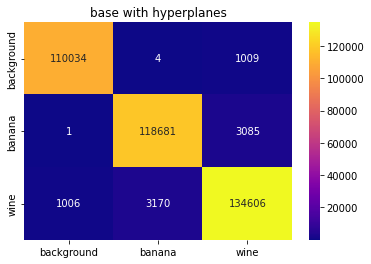 base with hyperplanes
background 110034 4 1009
banana 1 118681 3085
wine 1006 3170 134606
background banana wine
120000
100000
80000
60000
40000
20000